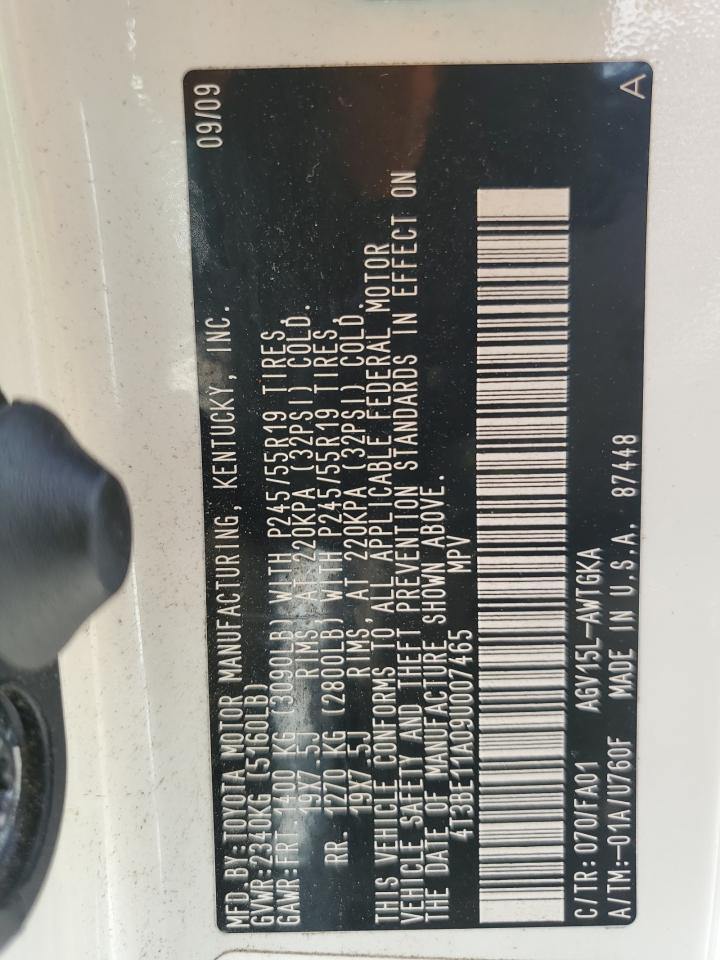 MFD.BY:TOYOTA MOTOR MANUFACTURING, KENTUCKY, INC. 09/09
GVWR:2340KG (5160LB)
GAWR:FRT.1400 KG (3090LB) WITH P245/55R19 TIRES,
19X7.5J RIMS, AT 220KPA (32PSI) COLD.
RR. 1270 KG (2800LB) WITH P245/55R19 TIRES,
19X7.5J RIMS, AT 220KPA (32PSI) COLD.
THIS VEHICLE CONFORMS TO ALL APPLICABLE FEDERAL MOTOR
VEHICLE SAFETY AND THEFT PREVENTION STANDARDS IN EFFECT ON
THE DATE OF MANUFACTURE SHOWN ABOVE.
4T3BE11A090007465 MPV
C/TR:070/FA01 AGV15L-AWTGKA
A/TM:-01A/U760F MADE IN U.S.A. 87448 A